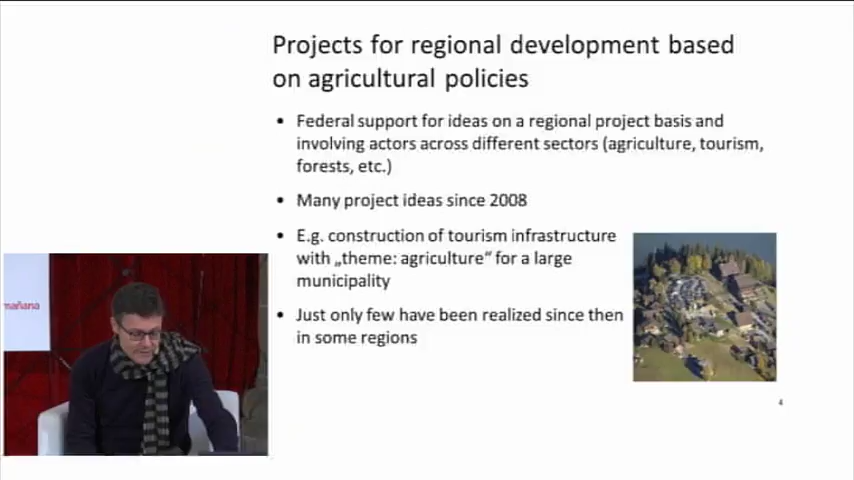 Projects for regional development based
on agricultural policies
• Federal support for ideas on a regional project basis and
involving actors across different sectors (agriculture, tourism,
forests, etc.)
• Many project ideas since 2008
• E.g. construction of tourism infrastructure
with „theme: agriculture“ for a large
municipality
• Just only few have been realized since then
in some regions
mañana
4